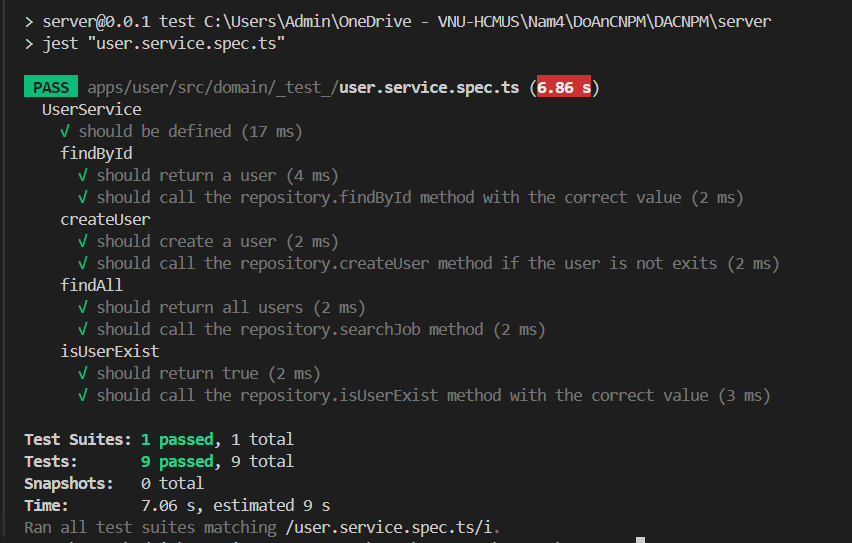 > server@0.0.1 test C:\Users\Admin\OneDrive - VNU-HCMUS\Nam4\DoAnCNPM\DACNPM\server
> jest "user.service.spec.ts"
PASS apps/user/src/domain/_test_/user.service.spec.ts (6.86 s)
UserService
√ should be defined (17 ms)
findById
√ should return a user (4 ms)
√ should call the repository.findById method with the correct value (2 ms)
createUser
√ should create a user (2 ms)
√ should call the repository.createUser method if the user is not exits (2 ms)
findAll
√ should return all users (2 ms)
√ should call the repository.searchJob method (2 ms)
isUserExist
√ should return true (2 ms)
√ should call the repository.isUserExist method with the correct value (3 ms)
Test Suites: 1 passed, 1 total
Tests: 9 passed, 9 total
Snapshots: 0 total
Time: 7.06 s, estimated 9 s
Ran all test suites matching /user.service.spec.ts/i.